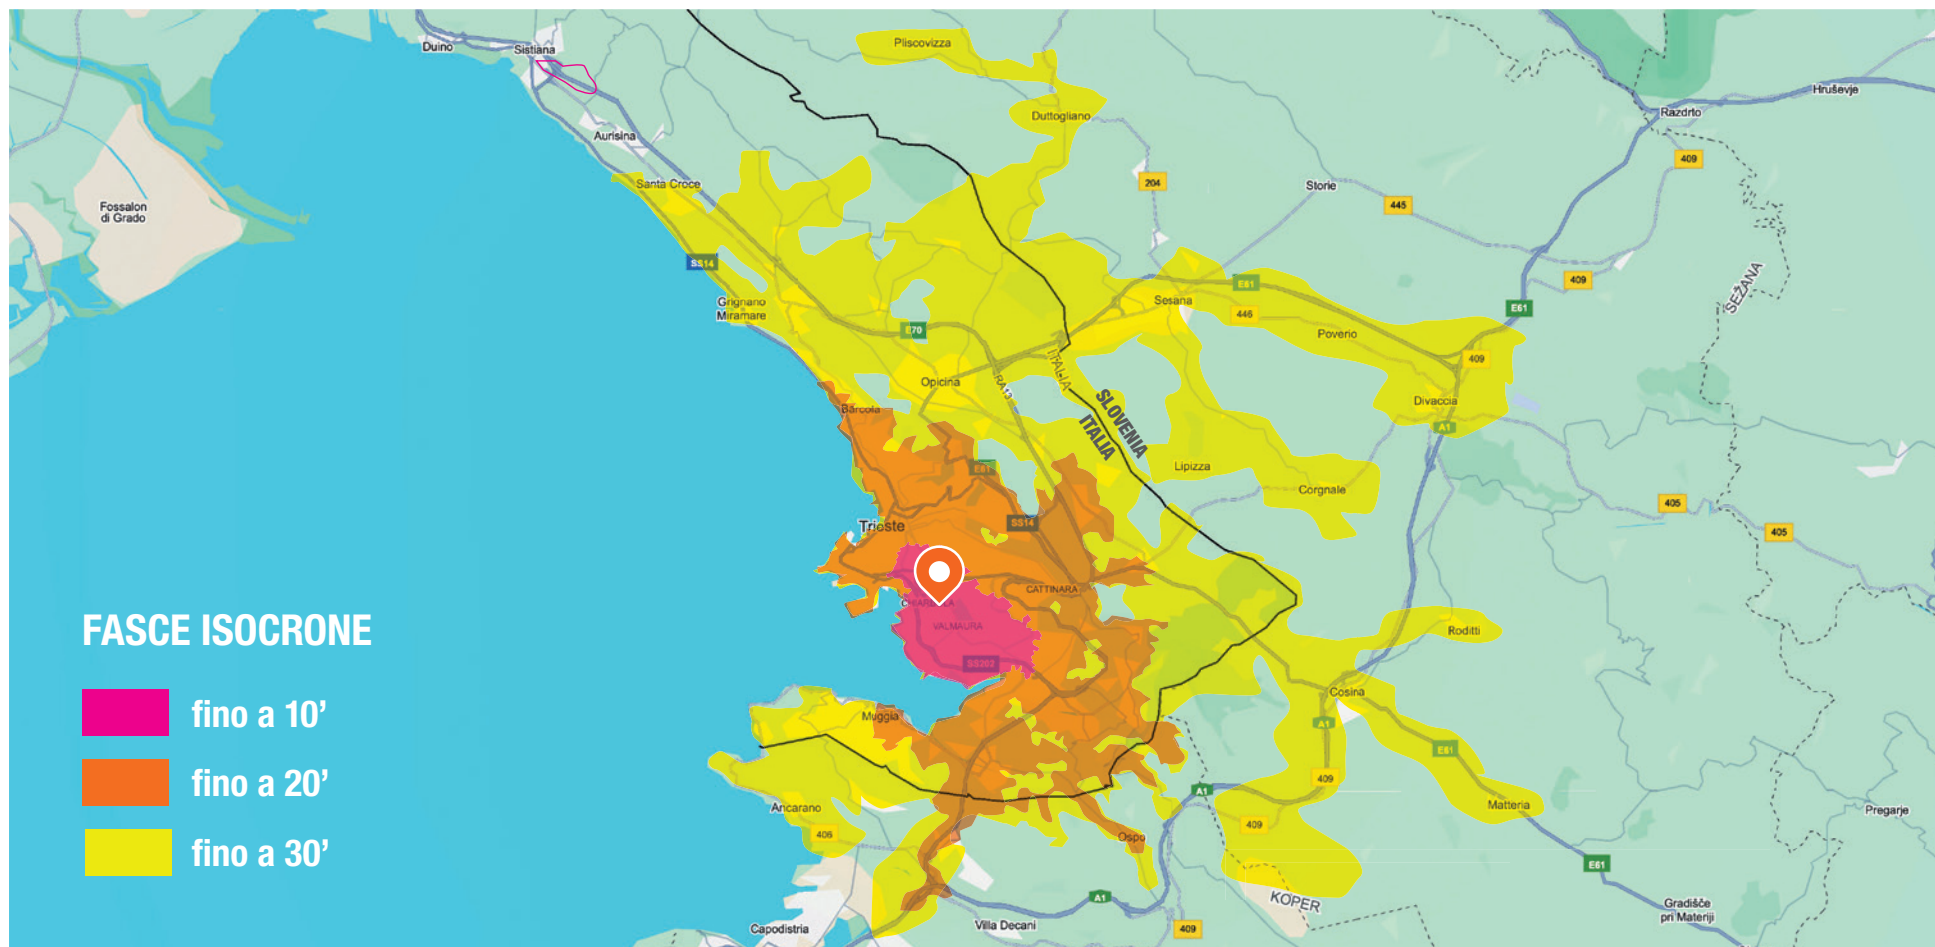 Duino
Sistiana
Pliscovizza
Duttogliano
Aurisina
Santa Croce
Fossalon
di Grado
SS14
Grignano
Miramare
E70
Opicina
RA13
ITALIA
SLOVENIA
ITALIA
Barcola
E61
SS14
Trieste
CATTINARA
VALMAURA
SS202
Muggia
Ancarano
406
Capodistria
Villa Decani
Ospo
A1
409
KOPER
409
A1
409
A1
Cosina
E61
Matteria
Roditti
Lipizza
Corgnale
Sesana
E61
446
Poverio
409
Divaccia
A1
E61
409
204
Storie
445
409
Razdrto
Hruševje
SEŽANA
405
405
Pregarje
E61
Gradišče
pri Materiji
FASCE ISOCRONE
fino a 10’
fino a 20’
fino a 30’